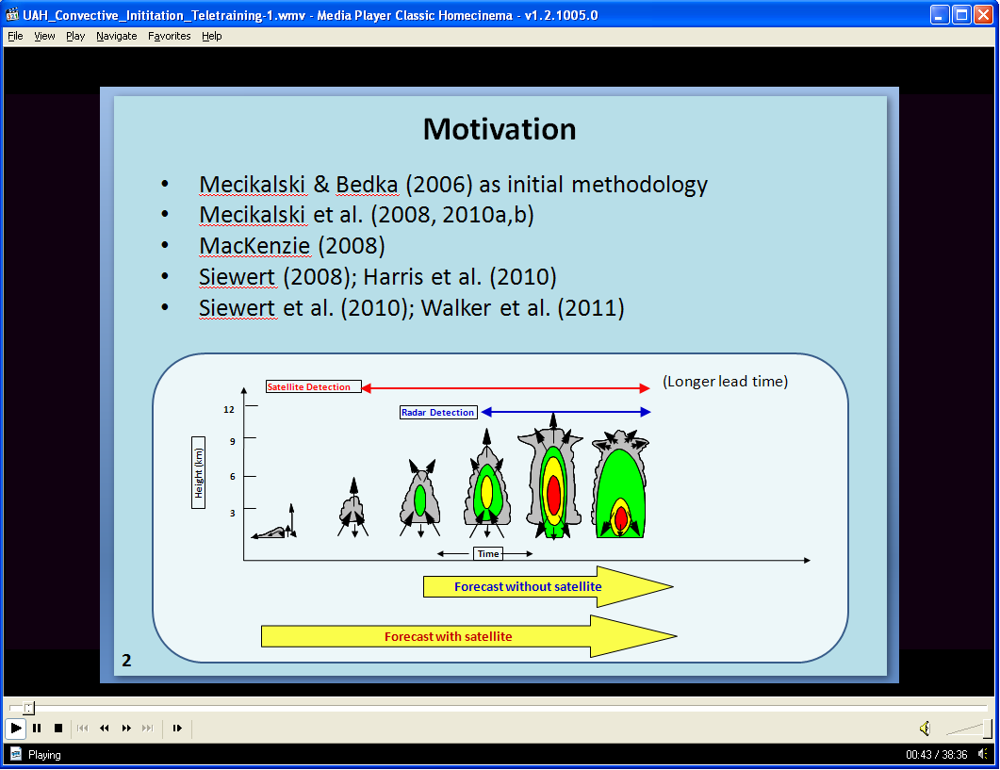 UAH_Convective_Inititation_Teletraining-1.wmv - Media Player Classic Homecinema - v1.2.1005.0
File View Play Navigate Favorites Help
Motivation
• Mecikalski & Bedka (2006) as initial methodology
• Mecikalski et al. (2008, 2010a,b)
• MacKenzie (2008)
• Siewert (2008); Harris et al. (2010)
• Siewert et al. (2010); Walker et al. (2011)
Satellite Detection
(Longer lead time)
Radar Detection
12
9
6
3
Height (km)
Time
Forecast without satellite
Forecast with satellite
2
Playing
00:43 / 38:36